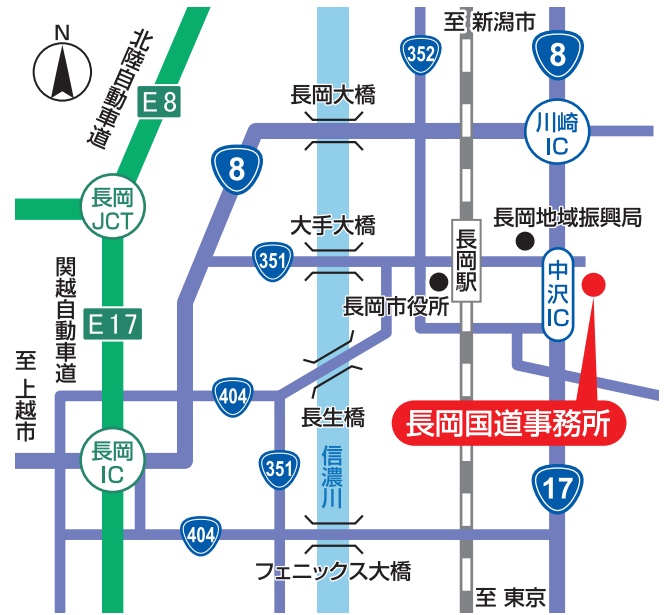 N
至 新潟市
352
8
北陸自動車道
E8
長岡大橋
川崎
IC
8
長岡
JCT
大手大橋
長岡地域振興局
351
長岡駅
中沢IC
関越自動車道
長岡市役所
E17
至 上越市
404
長生橋
長岡国道事務所
長岡
IC
351
信濃川
17
404
フェニックス大橋
至 東京